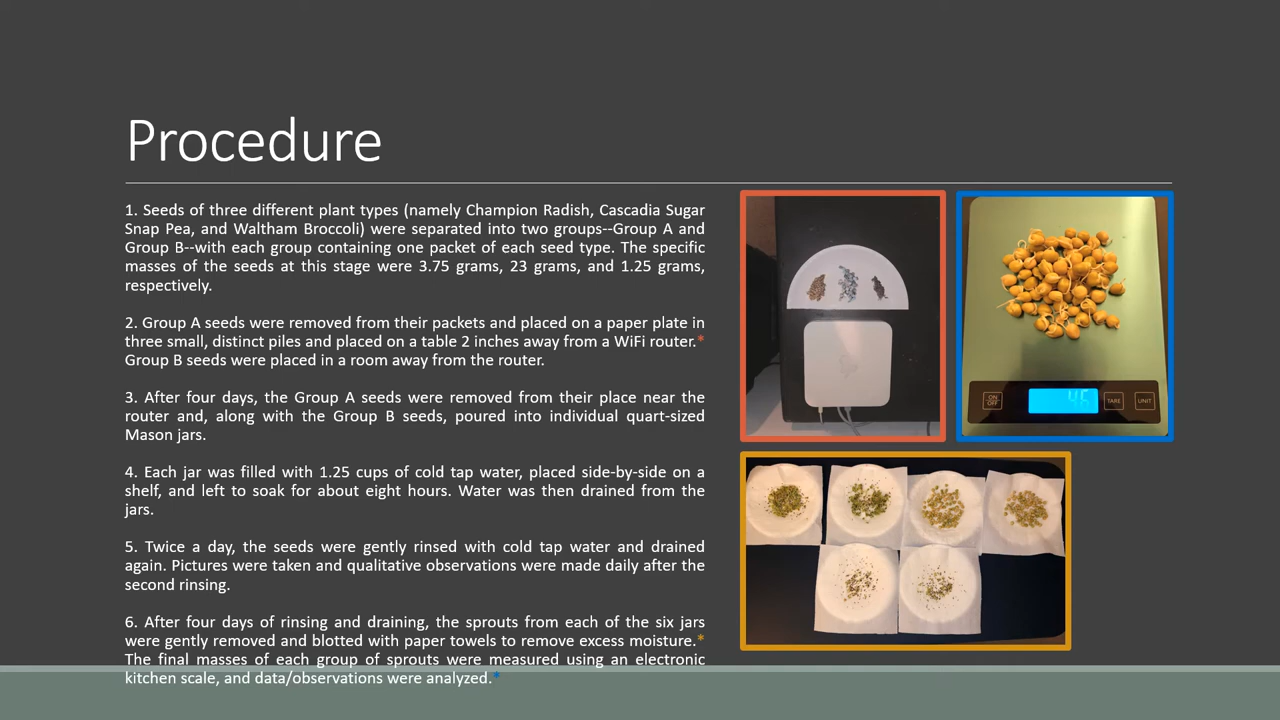 Procedure
1. Seeds of three different plant types (namely Champion Radish, Cascadia Sugar
Snap Pea, and Waltham Broccoli) were separated into two groups--Group A and
Group B--with each group containing one packet of each seed type. The specific
masses of the seeds at this stage were 3.75 grams, 23 grams, and 1.25 grams,
respectively.
2. Group A seeds were removed from their packets and placed on a paper plate in
three small, distinct piles and placed on a table 2 inches away from a WiFi router.*
Group B seeds were placed in a room away from the router.
3. After four days, the Group A seeds were removed from their place near the
router and, along with the Group B seeds, poured into individual quart-sized
Mason jars.
4. Each jar was filled with 1.25 cups of cold tap water, placed side-by-side on a
shelf, and left to soak for about eight hours. Water was then drained from the
jars.
5. Twice a day, the seeds were gently rinsed with cold tap water and drained
again. Pictures were taken and qualitative observations were made daily after the
second rinsing.
6. After four days of rinsing and draining, the sprouts from each of the six jars
were gently removed and blotted with paper towels to remove excess moisture.*
The final masses of each group of sprouts were measured using an electronic
kitchen scale, and data/observations were analyzed.*
ON
OFF
TARE
UNIT